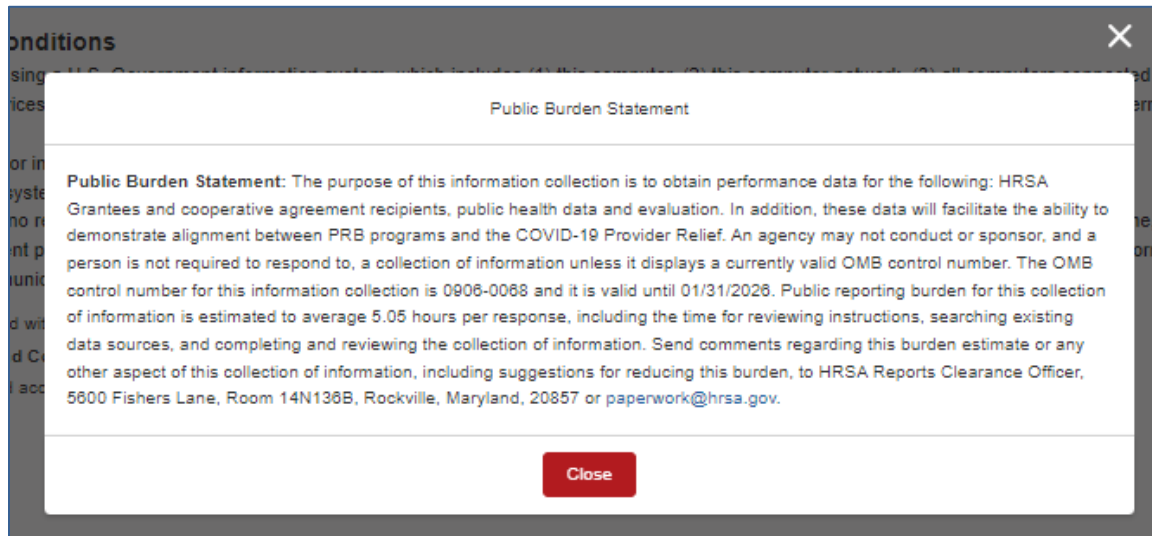 onditions
Public Burden Statement
Public Burden Statement: The purpose of this information collection is to obtain performance data for the following: HRSA
Grantees and cooperative agreement recipients, public health data and evaluation. In addition, these data will facilitate the ability to
demonstrate alignment between PRB programs and the COVID-19 Provider Relief. An agency may not conduct or sponsor, and a
person is not required to respond to, a collection of information unless it displays a currently valid OMB control number. The OMB
control number for this information collection is 0906-0068 and it is valid until 01/31/2026. Public reporting burden for this collection
of information is estimated to average 5.05 hours per response, including the time for reviewing instructions, searching existing
data sources, and completing and reviewing the collection of information. Send comments regarding this burden estimate or any
other aspect of this collection of information, including suggestions for reducing this burden, to HRSA Reports Clearance Officer,
5600 Fishers Lane, Room 14N136B, Rockville, Maryland, 20857 or paperwork@hrsa.gov.
Close